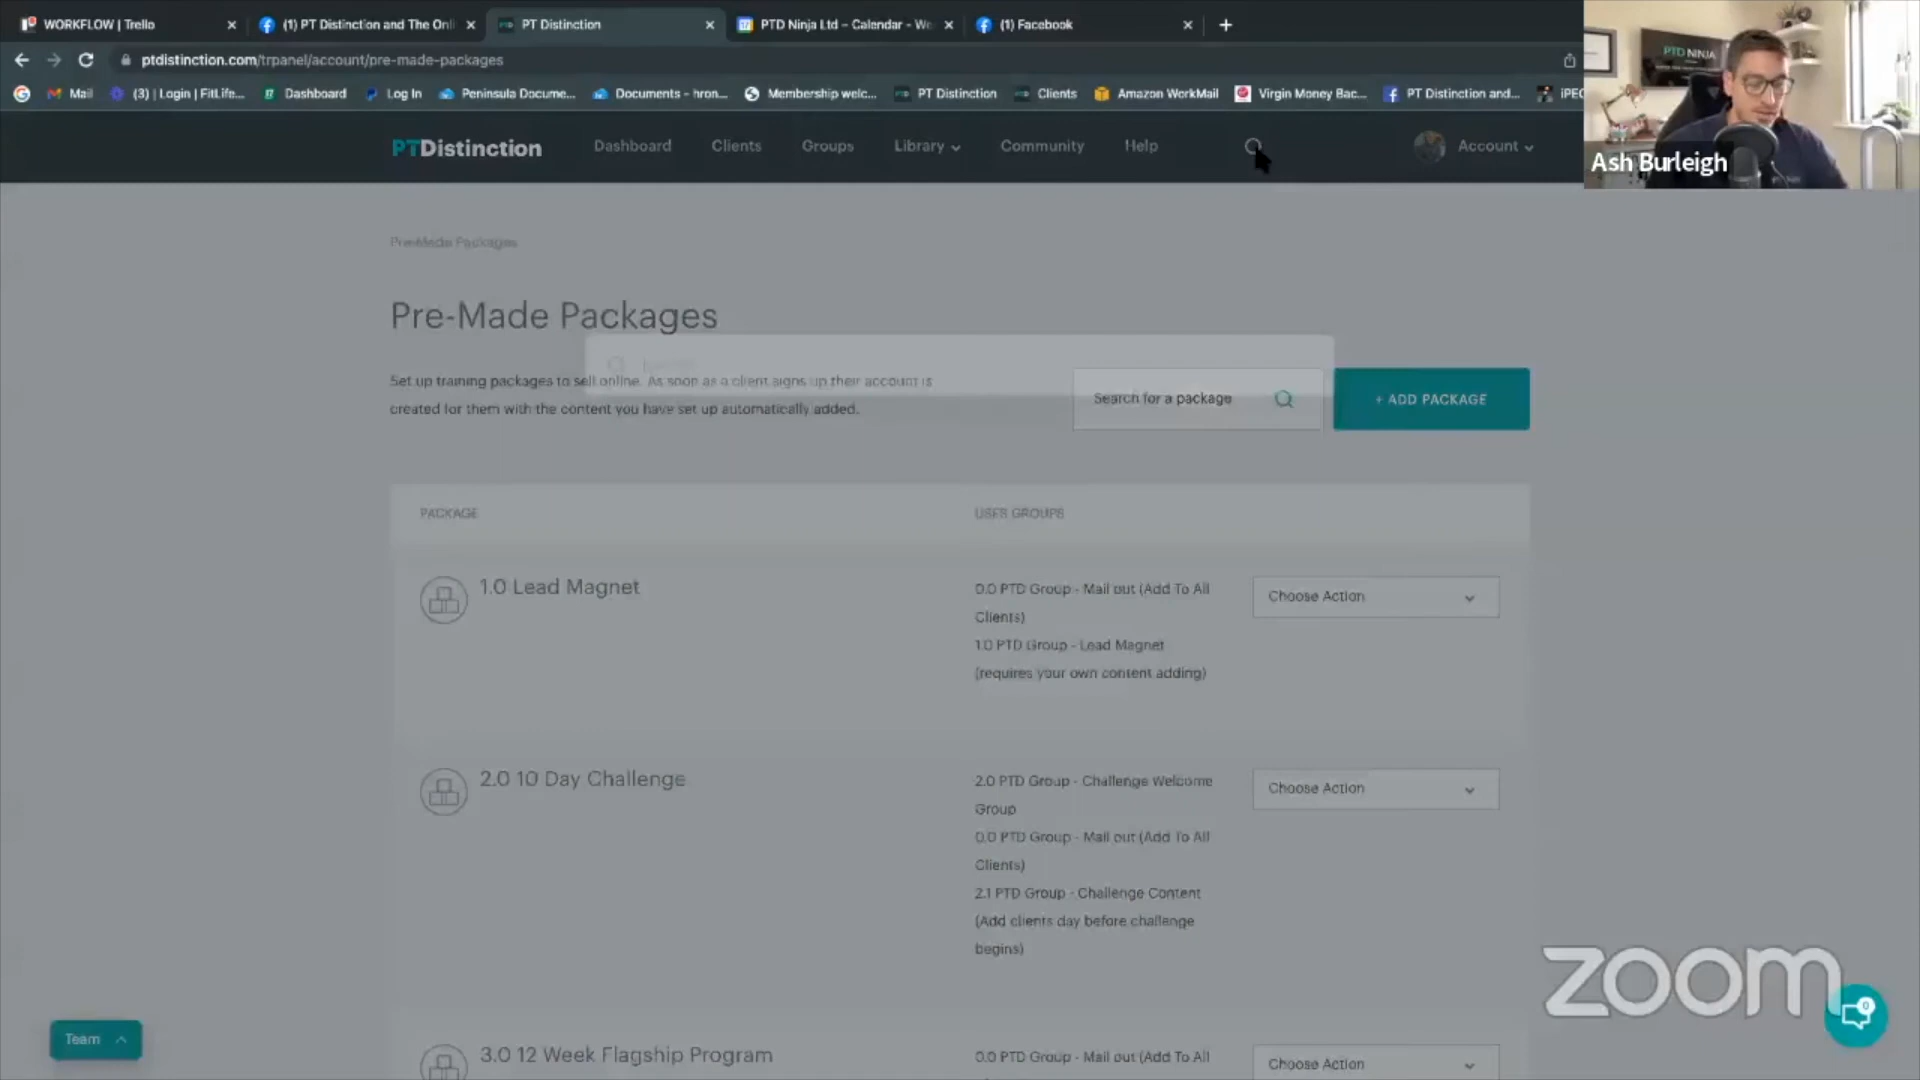 WORKFLOW | Trello
(1) PT Distinction and The Onl
PT Distinction
PTD Ninja Ltd – Calendar - We
(1) Facebook
ptdistinction.com/trpanel/account/pre-made-packages
Mail
(3) | Login | FitLife...
Dashboard
Log In
Peninsula Docume...
Documents - hron...
Membership welc...
PT Distinction
Clients
Amazon WorkMail
Virgin Money Bac...
PT Distinction and...
iPEC
PTD NINJA
Ash Burleigh
PTDistinction
Dashboard
Clients
Groups
Library
Community
Help
Account
Pre-Made Packages
Pre-Made Packages
Set up training packages to sell online. As soon as a client signs up their account is
created for them with the content you have set up automatically added.
Search for a package
+ ADD PACKAGE
PACKAGE
USES GROUPS
1.0 Lead Magnet
0.0 PTD Group - Mail out (Add To All
Clients)
1.0 PTD Group - Lead Magnet
(requires your own content adding)
Choose Action
2.0 10 Day Challenge
2.0 PTD Group - Challenge Welcome
Group
0.0 PTD Group - Mail out (Add To All
Clients)
2.1 PTD Group - Challenge Content
(Add clients day before challenge
begins)
Choose Action
3.0 12 Week Flagship Program
0.0 PTD Group - Mail out (Add To All
Choose Action
Team
zoom
0